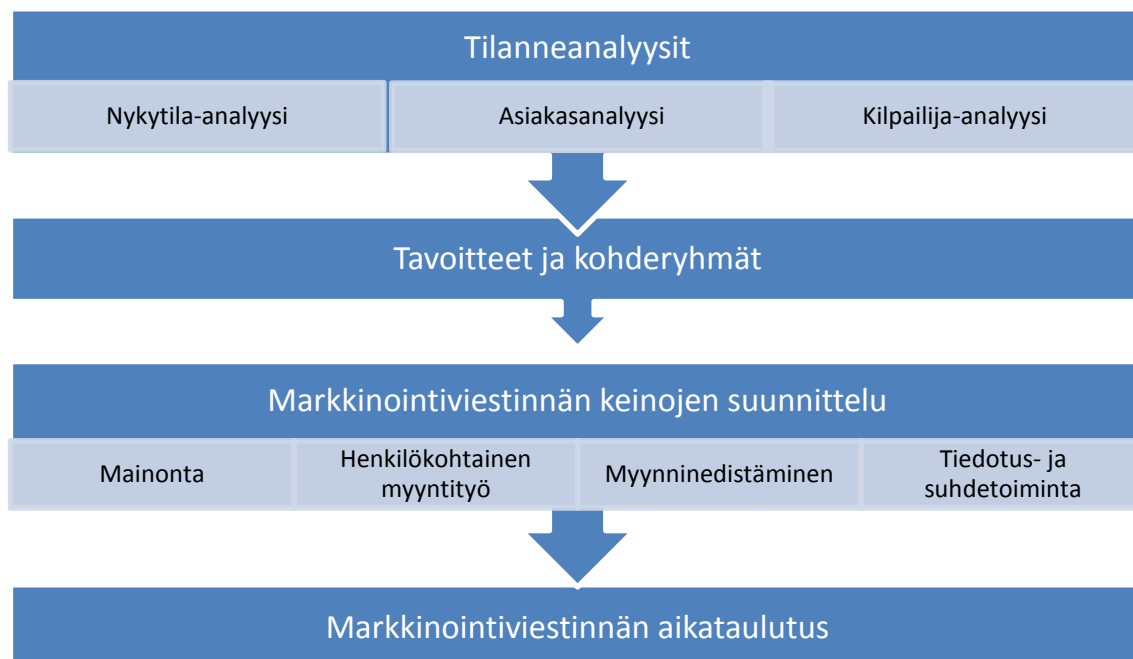 Tilanneanalyysit
Nykytila-analyysi
Asiakasanalyysi
Kilpailija-analyysi
Tavoitteet ja kohderyhmät
Markkinointiviestinnän keinojen suunnittelu
Mainonta
Henkilökohtainen
myyntityö
Myynninedistäminen
Tiedotus- ja
suhdetoiminta
Markkinointiviestinnän aikataulutus